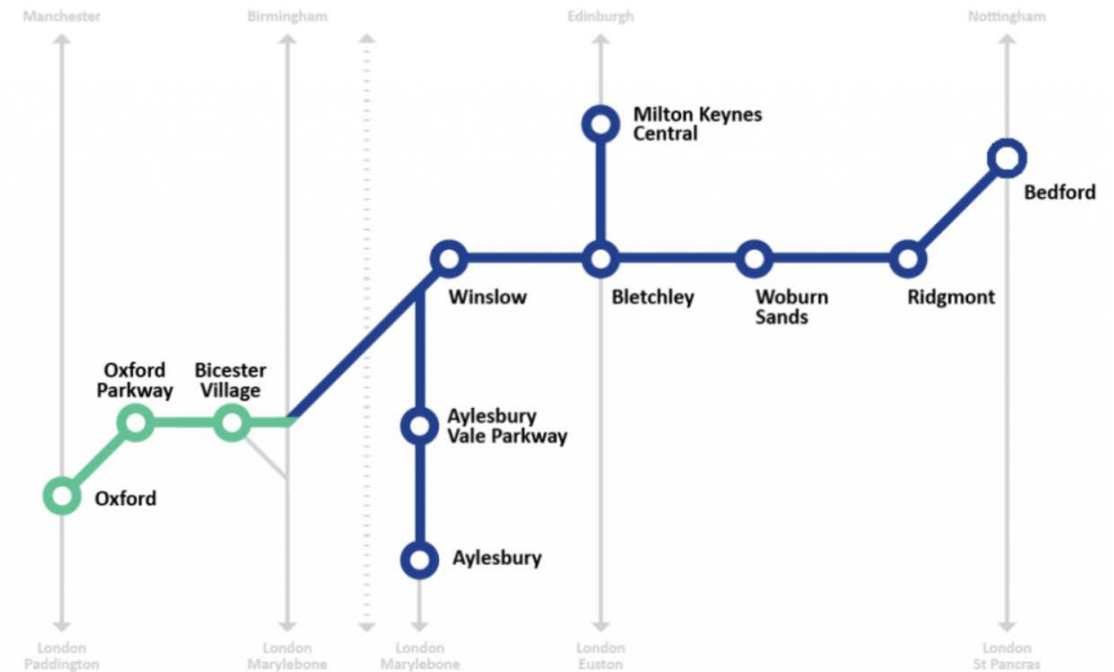 Manchester
Birmingham
Edinburgh
Nottingham
Milton Keynes
Central
Bedford
Winslow
Bletchley
Woburn
Sands
Ridgmont
Oxford
Parkway
Bicester
Village
Aylesbury
Vale Parkway
Oxford
Aylesbury
London
Paddington
London
Marylebone
London
Marylebone
London
Euston
London
St Pancras